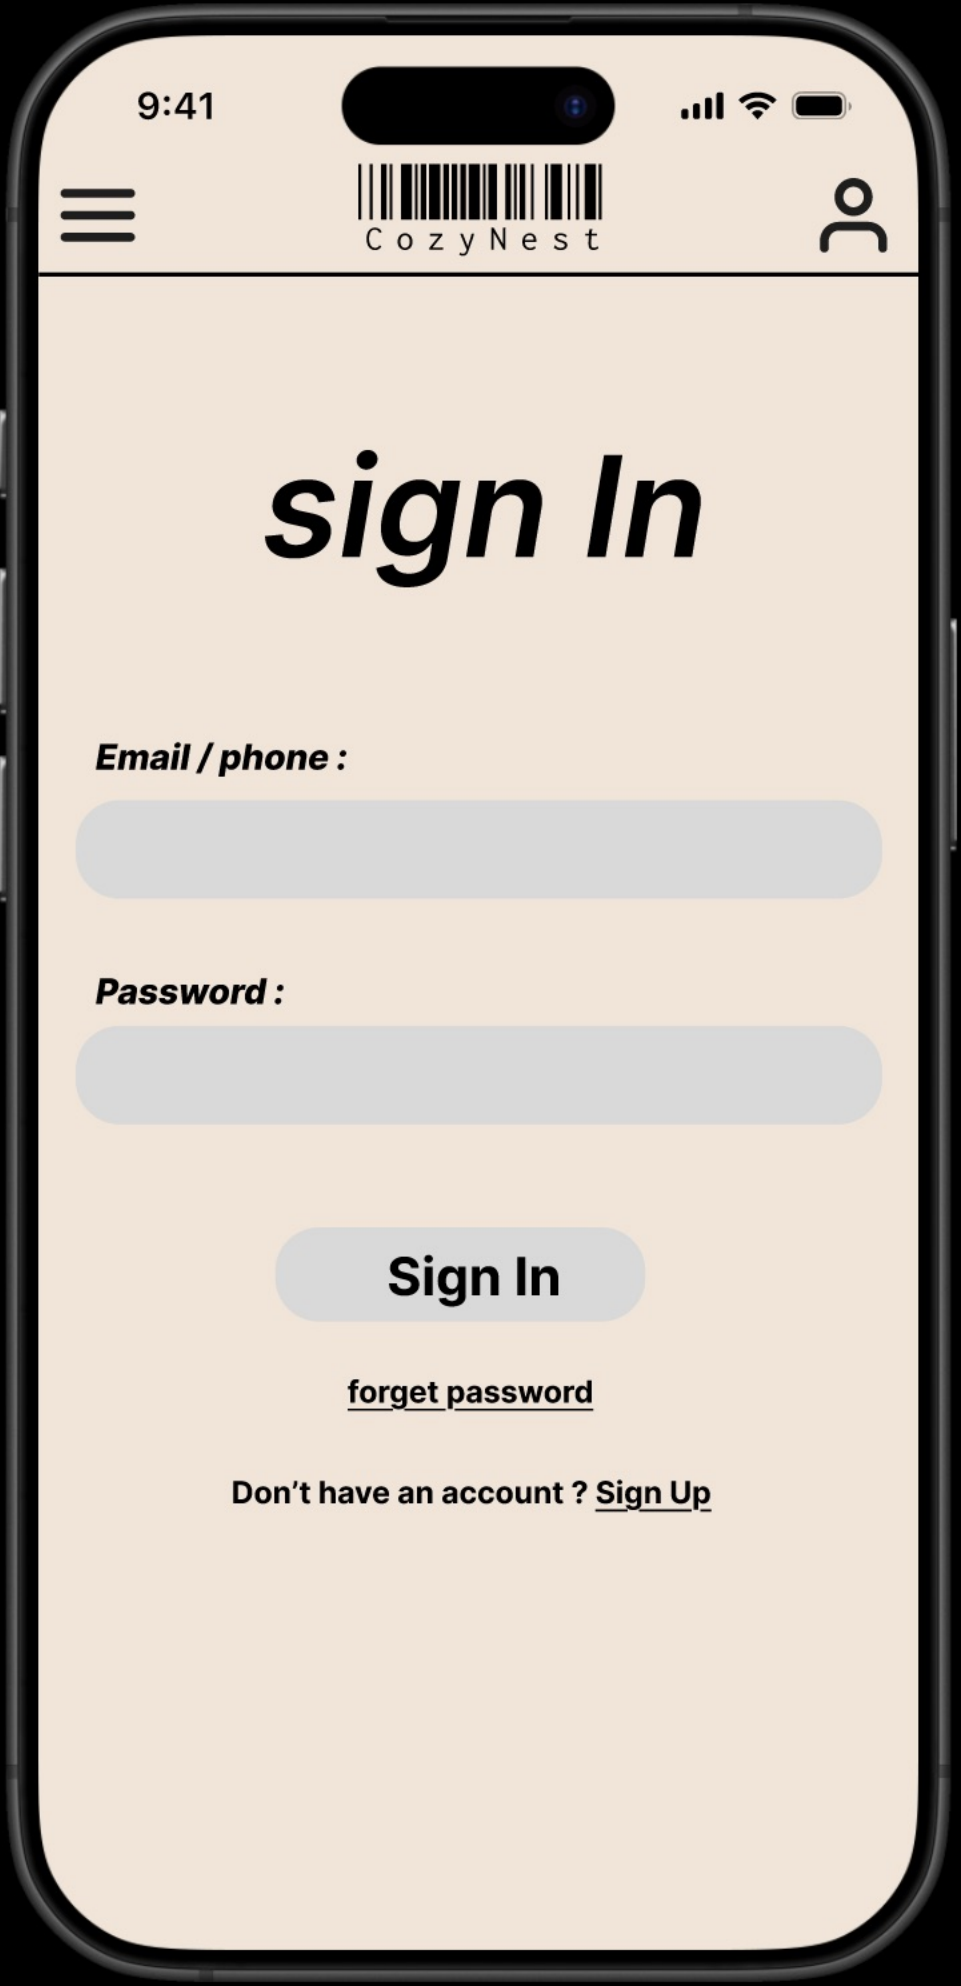 9:41
CozyNest
sign In
Email / phone :
Password :
Sign In
forget password
Don’t have an account ? Sign Up